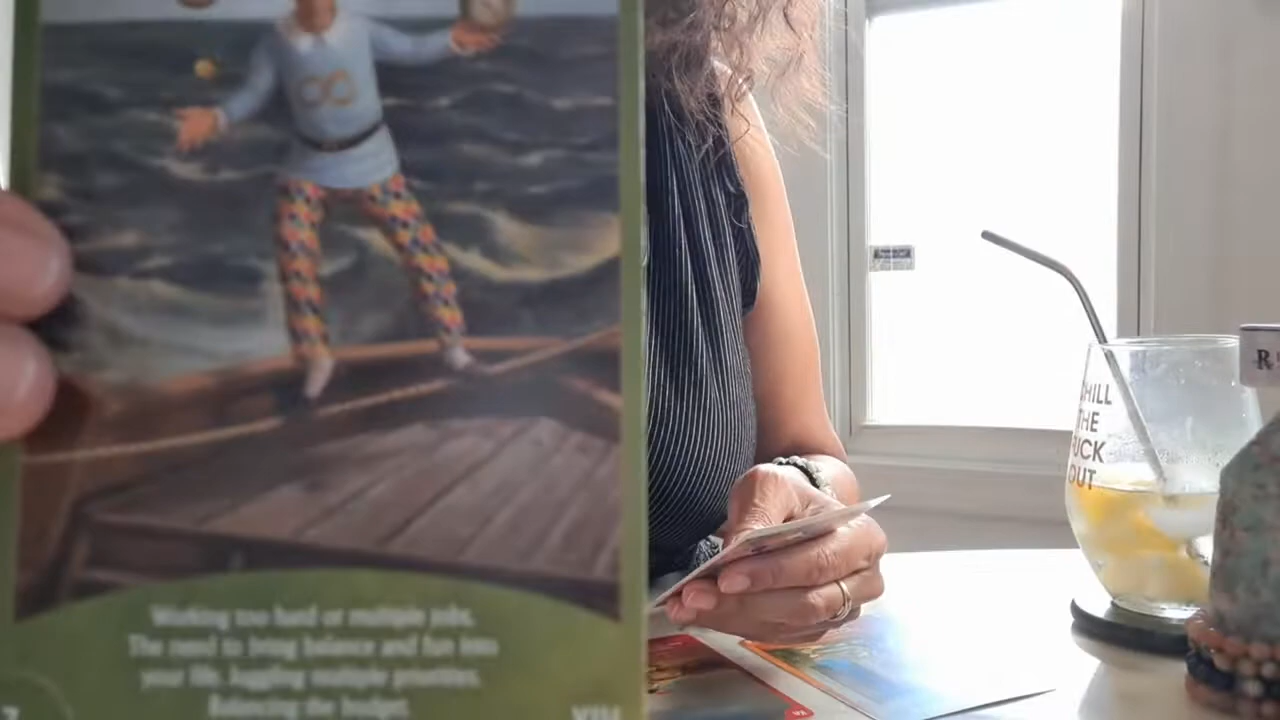 Working too hard or multiple jobs.
The need to bring balance and fun into
your life. Juggling multiple priorities.
Balancing the budget.
CHILL
THE
FUCK
OUT
R